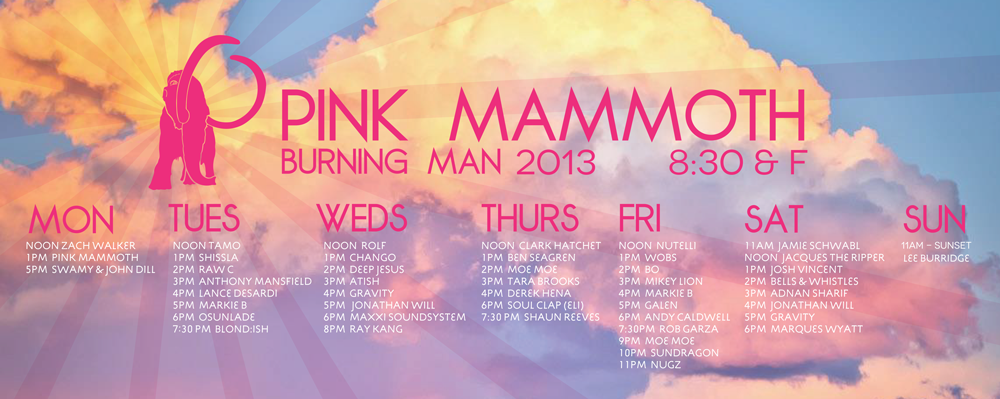 PINK MAMMOTH
BURNING MAN 2013 8:30 & F
MON
NOON ZACH WALKER
1PM PINK MAMMOTH
5PM SWAMY & JOHN DILL
TUES
NOON TAMO
1PM SHISSLA
2PM RAW C
3PM ANTHONY MANSFIELD
4PM LANCE DESARDI
5PM MARKIE B
6PM OSUNLADE
7:30 PM BLOND:ISH
WEDS
NOON ROLF
1PM CHANGO
2PM DEEP JESUS
3PM ATISH
4PM GRAVITY
5PM JONATHAN WILL
6PM MAXXI SOUNDSYSTEM
8PM RAY KANG
THURS
NOON CLARK HATCHET
1PM BEN SEAGREN
2PM MOE MOE
3PM TARA BROOKS
4PM DEREK HENA
6PM SOUL CLAP (ELI)
7:30 PM SHAUN REEVES
FRI
NOON NUTELLI
1PM WOBS
2PM BO
3PM MIKEY LION
4PM MARKIE B
5PM GALEN
6PM ANDY CALDWELL
7:30PM ROB GARZA
9PM MOE MOE
10PM SUNDRAGON
11PM NUGZ
SAT
11AM JAMIE SCHWABL
NOON JACQUES THE RIPPER
1PM JOSH VINCENT
2PM BELLS & WHISTLES
3PM ADNAN SHARIF
4PM JONATHAN WILL
5PM GRAVITY
6PM MARQUES WYATT
SUN
11AM - SUNSET
LEE BURRIDGE